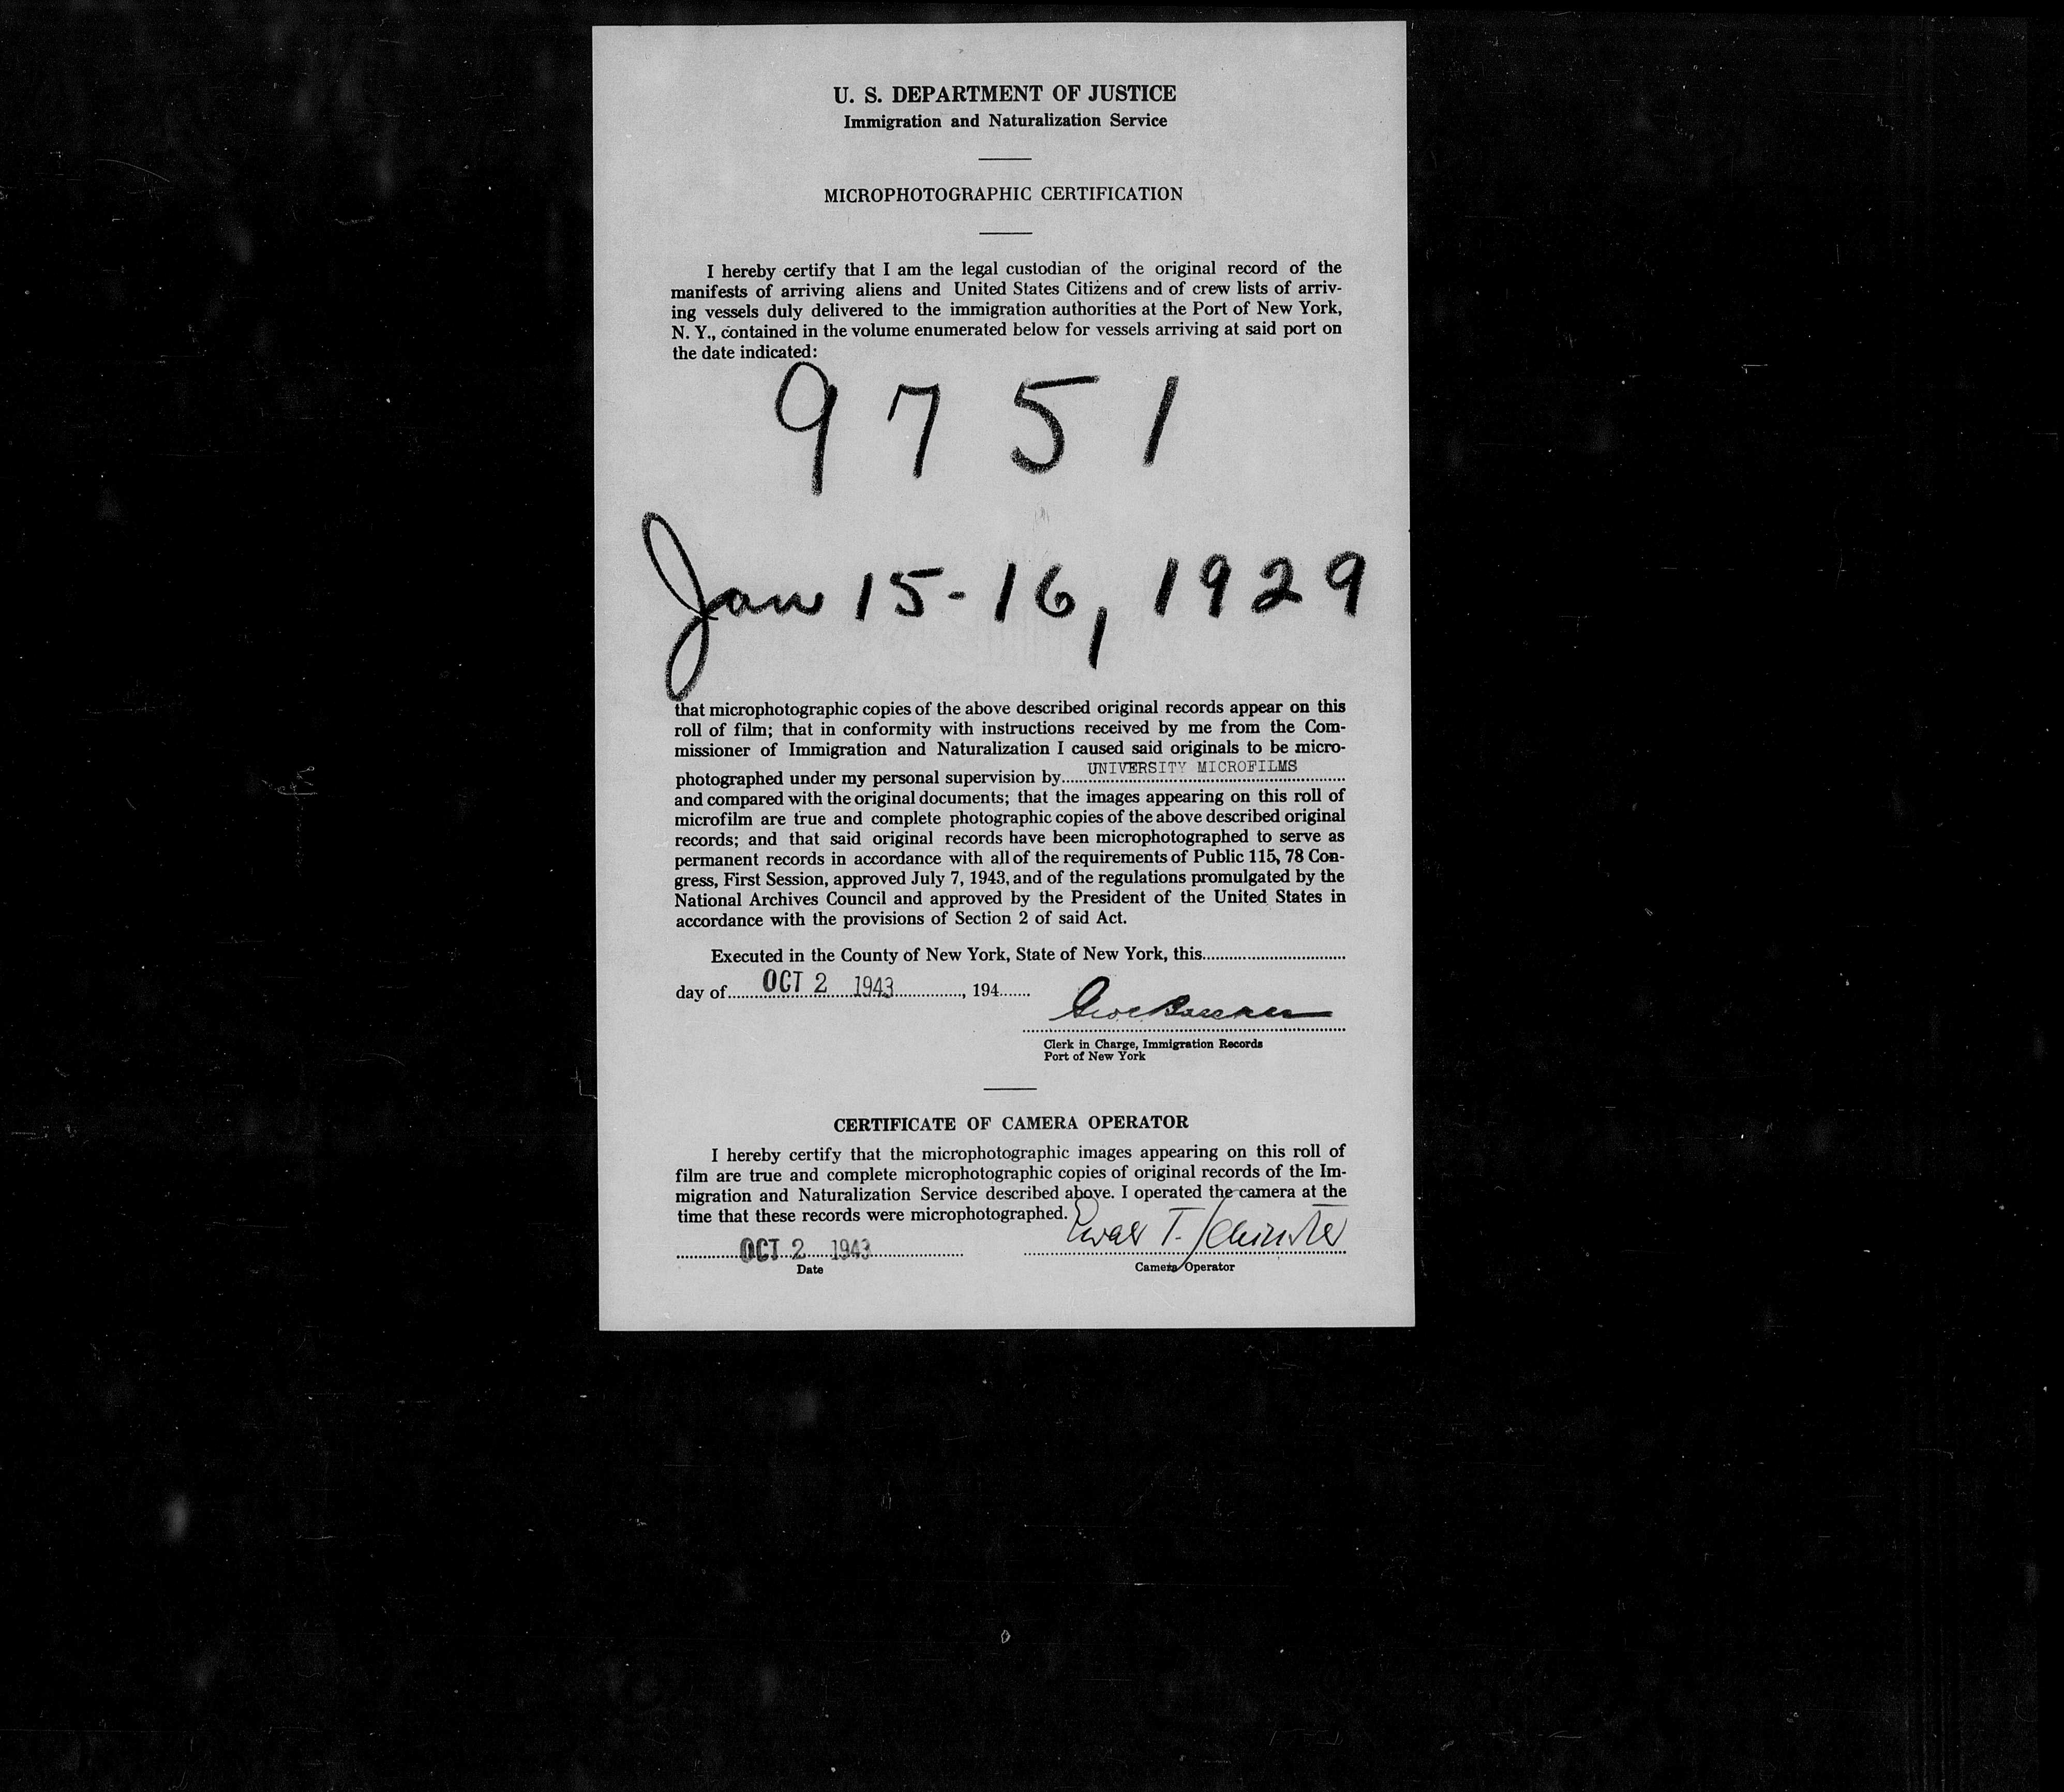 U. S. DEPARTMENT OF JUSTICE
Immigration and Naturalization Service
MICROPHOTOGRAPHIC CERTIFICATION
I hereby certify that I am the legal custodian of the original record of the
manifests of arriving aliens and United States Citizens and of crew lists of arriv-
ing vessels duly delivered to the immigration authorities at the Port of New York,
N. Y., contained in the volume enumerated below for vessels arriving at said port on
the date indicated:
9751
Jan 15-16, 1929
that microphotographic copies of the above described original records appear on this
roll of film; that in conformity with instructions received by me from the Com-
missioner of Immigration and Naturalization I caused said originals to be micro-
photographed under my personal supervision by UNIVERSITY MICROFILMS
and compared with the original documents; that the images appearing on this roll of
microfilm are true and complete photographic copies of the above described original
records; and that said original records have been microphotographed to serve as
permanent records in accordance with all of the requirements of Public 115, 78 Con-
gress, First Session, approved July 7, 1943, and of the regulations promulgated by the
National Archives Council and approved by the President of the United States in
accordance with the provisions of Section 2 of said Act.
Executed in the County of New York, State of New York, this
day of OCT 2 1943, 194
Clerk in Charge, Immigration Records
Port of New York
CERTIFICATE OF CAMERA OPERATOR
I hereby certify that the microphotographic images appearing on this roll of
film are true and complete microphotographic copies of original records of the Im-
migration and Naturalization Service described above. I operated the camera at the
time that these records were microphotographed.
OCT 2 1943
Date
Camera Operator